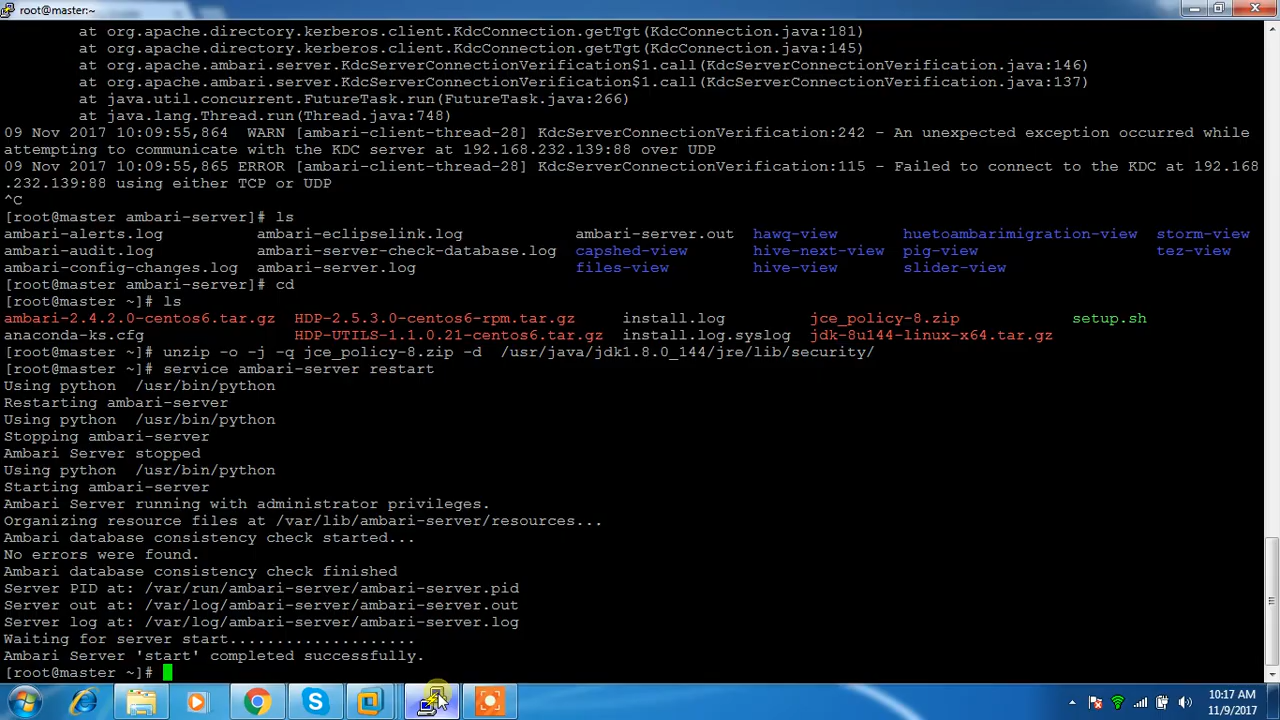 root@master:~
        at org.apache.directory.kerberos.client.KdcConnection.getTgt(KdcConnection.java:181)
        at org.apache.directory.kerberos.client.KdcConnection.getTgt(KdcConnection.java:145)
        at org.apache.ambari.server.KdcServerConnectionVerification$1.call(KdcServerConnectionVerification.java:146)
        at org.apache.ambari.server.KdcServerConnectionVerification$1.call(KdcServerConnectionVerification.java:137)
        at java.util.concurrent.FutureTask.run(FutureTask.java:266)
        at java.lang.Thread.run(Thread.java:748)
09 Nov 2017 10:09:55,864  WARN [ambari-client-thread-28] KdcServerConnectionVerification:242 - An unexpected exception occurred while
attempting to communicate with the KDC server at 192.168.232.139:88 over UDP
09 Nov 2017 10:09:55,865 ERROR [ambari-client-thread-28] KdcServerConnectionVerification:115 - Failed to connect to the KDC at 192.168
.232.139:88 using either TCP or UDP
^C
[root@master ambari-server]# ls
ambari-alerts.log          ambari-eclipselink.log             ambari-server.out  hawq-view       huetoambarimigration-view  storm-view
ambari-audit.log           ambari-server-check-database.log  capshed-view       hive-next-view  pig-view                   tez-view
ambari-config-changes.log  ambari-server.log                 files-view         hive-view       slider-view
[root@master ambari-server]# cd
[root@master ~]# ls
ambari-2.4.2.0-centos6.tar.gz  HDP-2.5.3.0-centos6-rpm.tar.gz     install.log         jce_policy-8.zip             setup.sh
anaconda-ks.cfg                HDP-UTILS-1.1.0.21-centos6.tar.gz  install.log.syslog  jdk-8u144-linux-x64.tar.gz
[root@master ~]# unzip -o -j -q jce_policy-8.zip -d  /usr/java/jdk1.8.0_144/jre/lib/security/
[root@master ~]# service ambari-server restart
Using python  /usr/bin/python
Restarting ambari-server
Using python  /usr/bin/python
Stopping ambari-server
Ambari Server stopped
Using python  /usr/bin/python
Starting ambari-server
Ambari Server running with administrator privileges.
Organizing resource files at /var/lib/ambari-server/resources...
Ambari database consistency check started...
No errors were found.
Ambari database consistency check finished
Server PID at: /var/run/ambari-server/ambari-server.pid
Server out at: /var/log/ambari-server/ambari-server.out
Server log at: /var/log/ambari-server/ambari-server.log
Waiting for server start....................
Ambari Server 'start' completed successfully.
[root@master ~]#
10:17 AM
11/9/2017